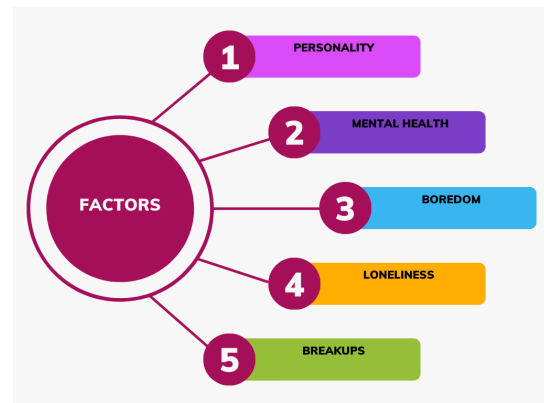 FACTORS
1
PERSONALITY
2
MENTAL HEALTH
3
BOREDOM
4
LONELINESS
5
BREAKUPS